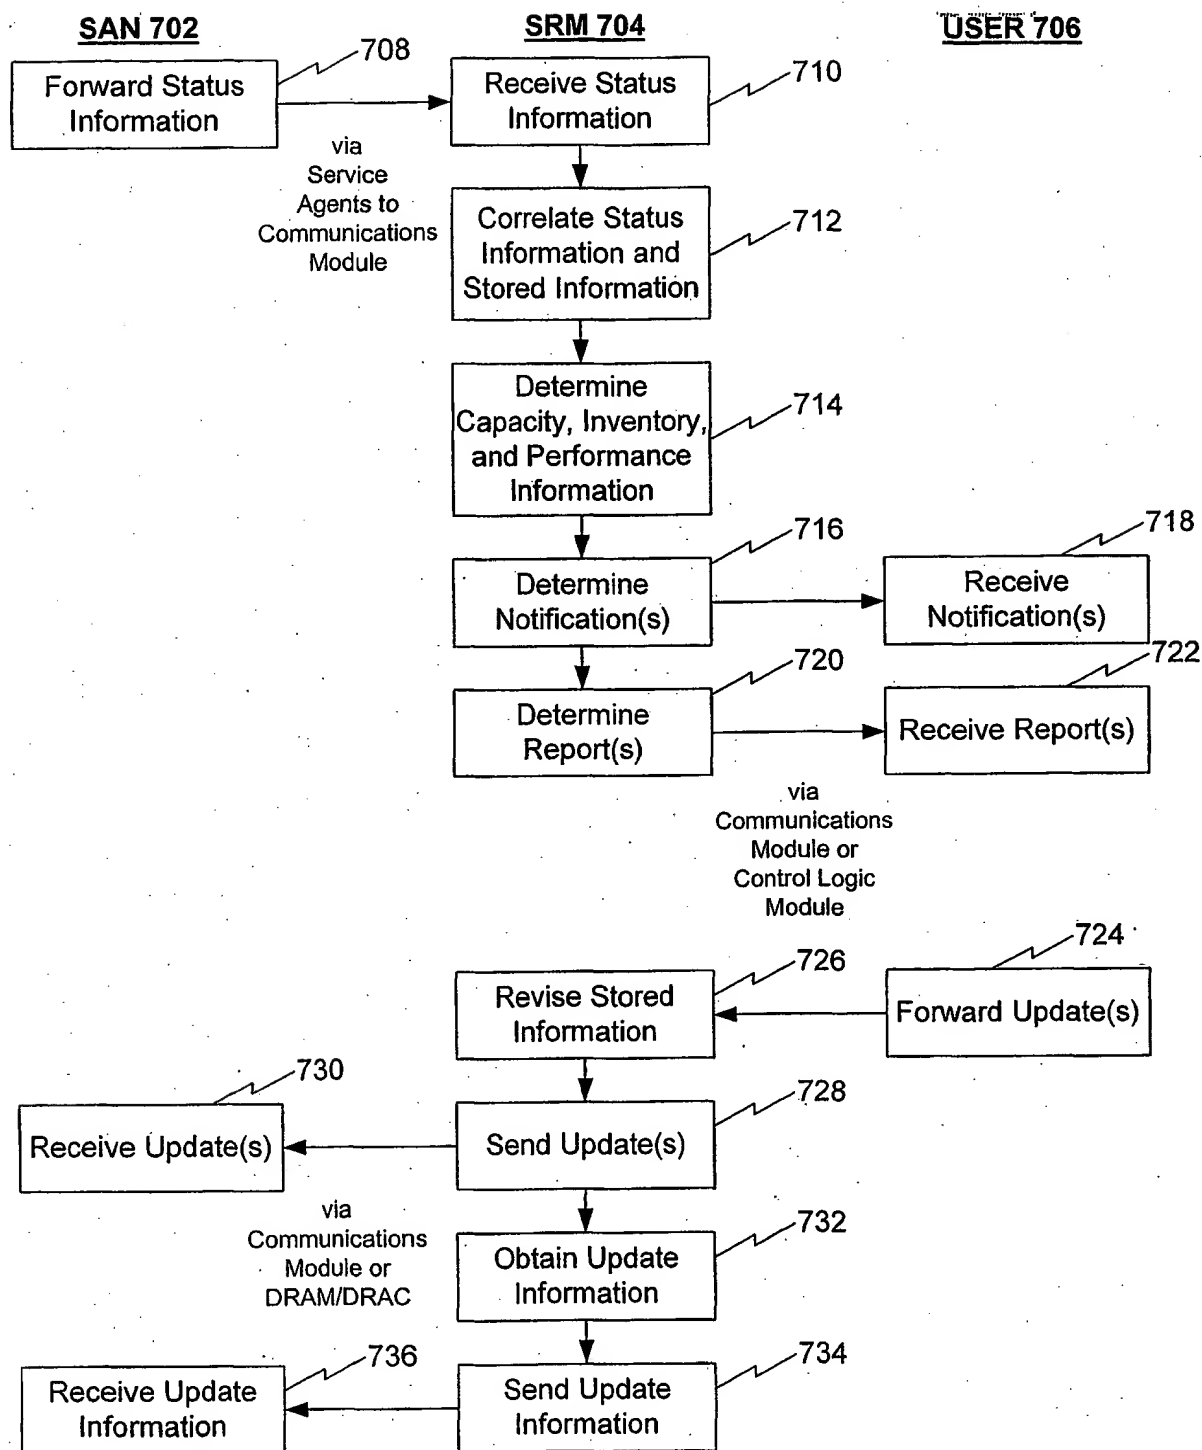 SAN 702
SRM 704
USER 706
708
Forward Status
Information
710
Receive Status
Information
via
Service
Agents to
Communications
Module
712
Correlate Status
Information and
Stored Information
714
Determine
Capacity, Inventory,
and Performance
Information
716
Determine
Notification(s)
718
Receive
Notification(s)
720
Determine
Report(s)
722
Receive Report(s)
via
Communications
Module or
Control Logic
Module
724
Forward Update(s)
726
Revise Stored
Information
728
Send Update(s)
730
Receive Update(s)
via
Communications
Module or
DRAM/DRAC
732
Obtain Update
Information
734
Send Update
Information
736
Receive Update
Information